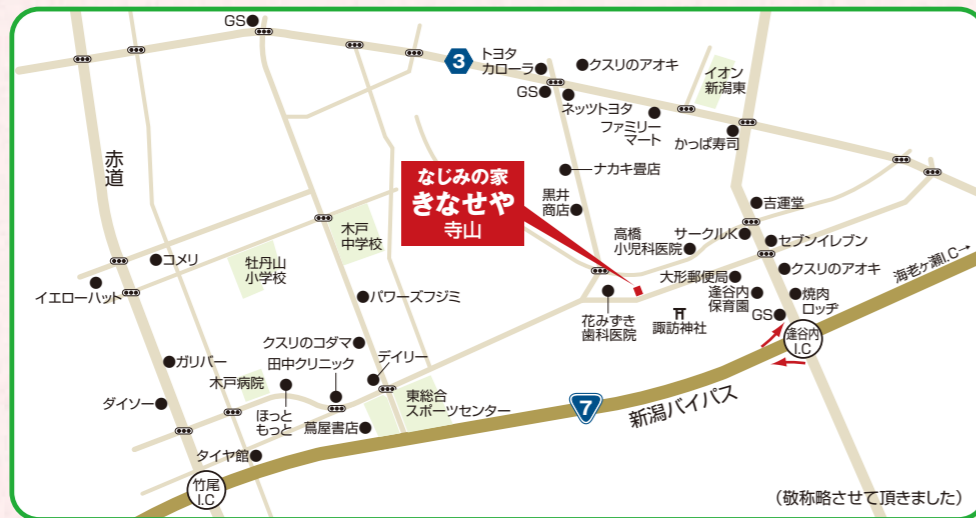 GS
3
トヨタ
カローラ
クスリのアオキ
GS
ネッツトヨタ
ファミリー
マート
イオン
新潟東
かっぱ寿司
赤道
なじみの家
きなせや
寺山
ナカキ畳店
黒井
商店
吉運堂
木戸
中学校
高橋
小児科医院
サークルK
セブンイレブン
コメリ
牡丹山
小学校
大形郵便局
クスリのアオキ
海老ヶ瀬I.C→
イエローハット
パワーズフジミ
逢谷内
保育園
焼肉
ロッヂ
花みずき
歯科医院
諏訪神社
GS
逢谷内
I.C
クスリのコダマ
ガリバー
田中クリニック
デイリー
木戸病院
東総合
スポーツセンター
7
新潟バイパス
ダイソー
ほっと
もっと
蔦屋書店
タイヤ館
竹尾
I.C
(敬称略させて頂きました)